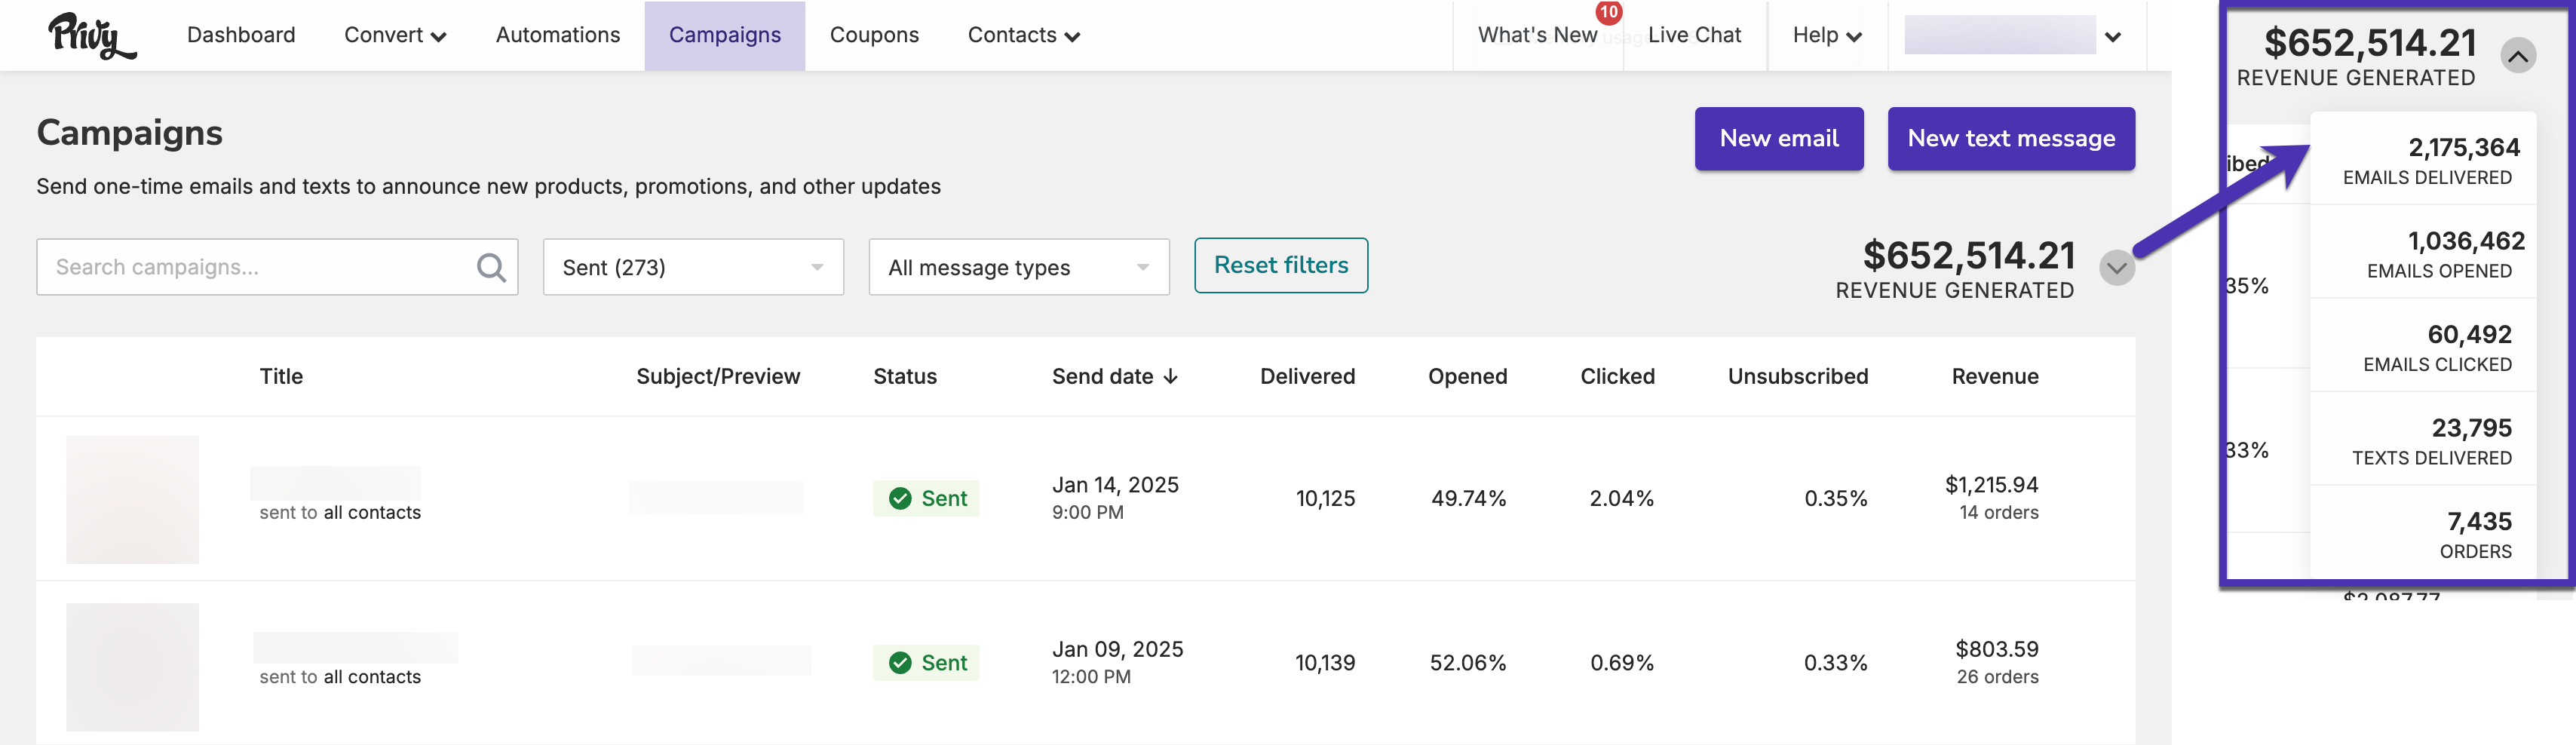 Privy Dashboard Convert Automations Campaigns Coupons Contacts What's New 10 Live Chat Help
Campaigns
New email New text message
Send one-time emails and texts to announce new products, promotions, and other updates
Search campaigns... Sent (273) All message types Reset filters $652,514.21
REVENUE GENERATED
Title Subject/Preview Status Send date ↓ Delivered Opened Clicked Unsubscribed Revenue
sent to all contacts Sent Jan 14, 2025 10,125 49.74% 2.04% 0.35% $1,215.94
9:00 PM 14 orders
sent to all contacts Sent Jan 09, 2025 10,139 52.06% 0.69% 0.33% $803.59
12:00 PM 26 orders
$652,514.21
REVENUE GENERATED
2,175,364
ibed
EMAILS DELIVERED
1,036,462
EMAILS OPENED
35%
60,492
EMAILS CLICKED
23,795
33%
TEXTS DELIVERED
7,435
ORDERS